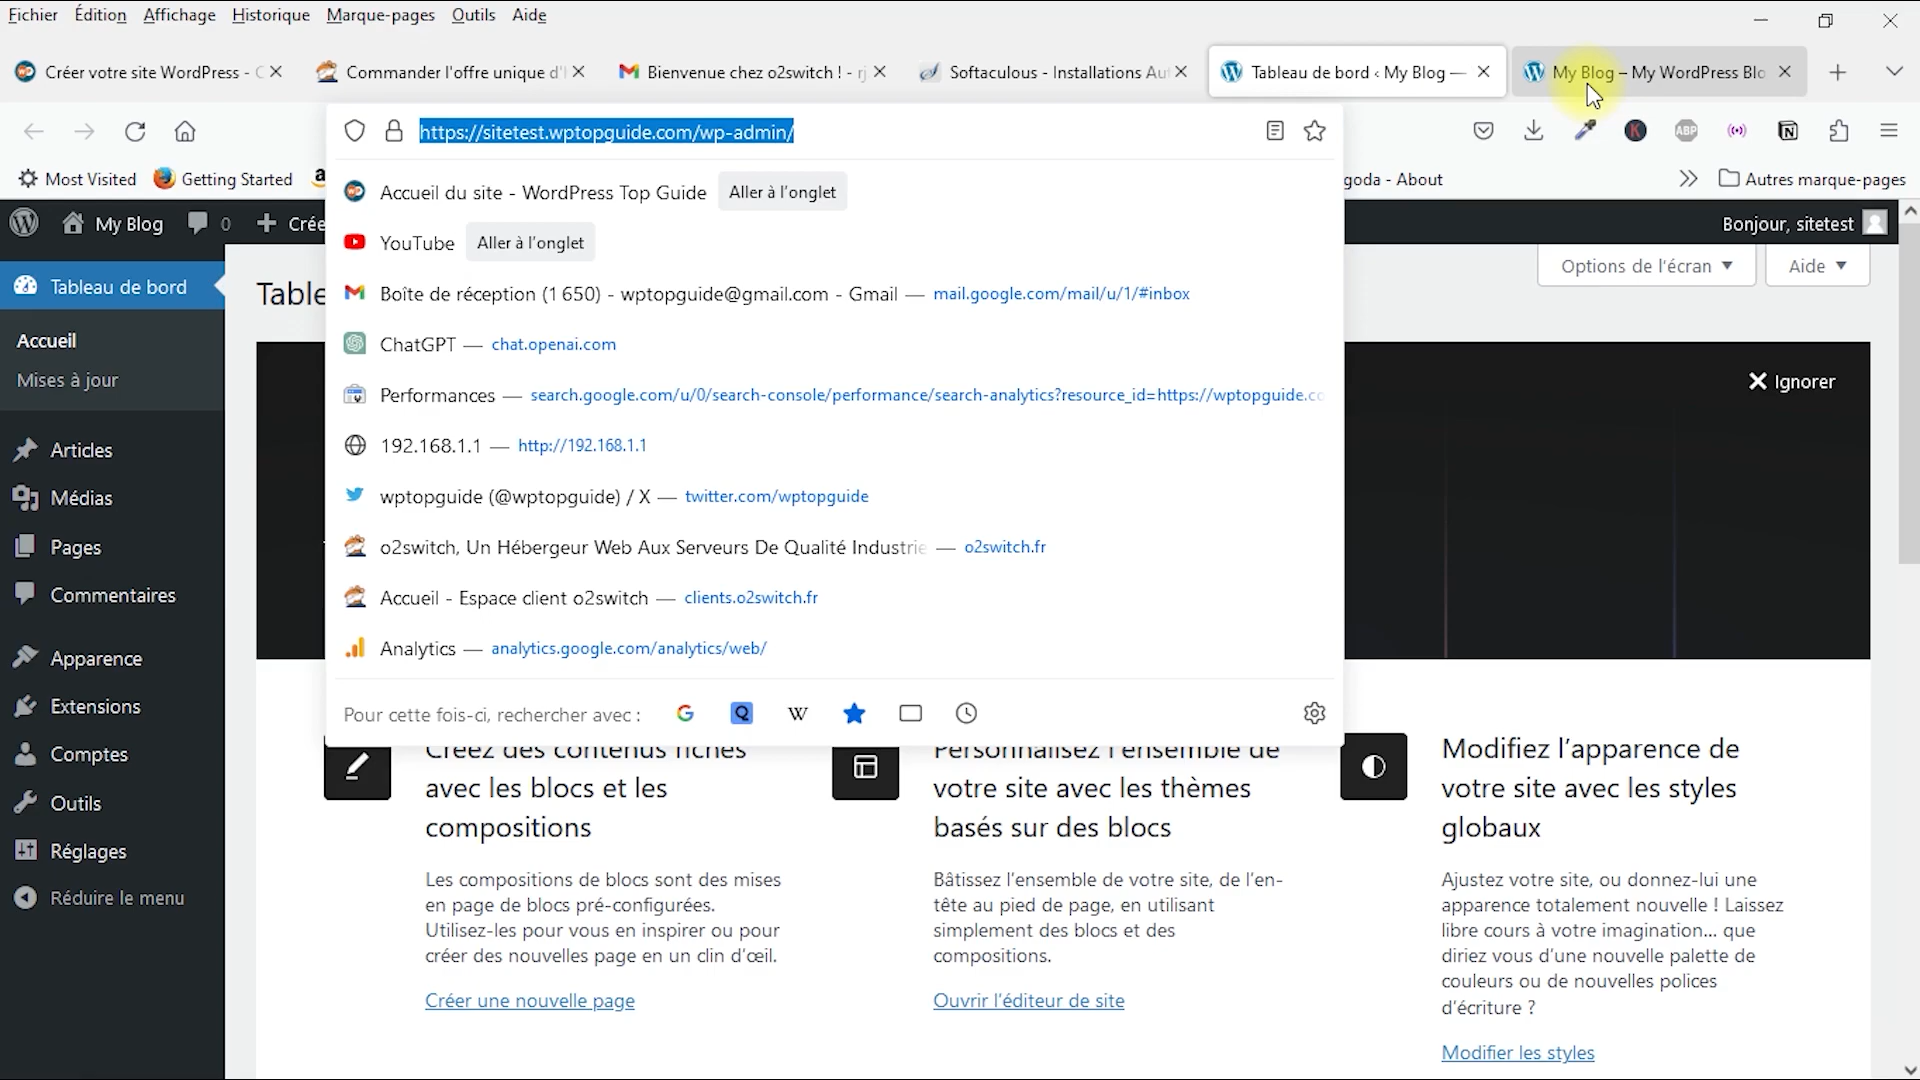 Fichier Édition Affichage Historique Marque-pages Outils Aide
Créer votre site WordPress -
Commander l'offre unique d'
Bienvenue chez o2switch ! - rj
Softaculous - Installations Aut
Tableau de bord ‹ My Blog —
My Blog – My WordPress Blo
https://sitetest.wptopguide.com/wp-admin/
Most Visited
Getting Started
goda - About
Autres marque-pages
Accueil du site - WordPress Top Guide Aller à l'onglet
YouTube Aller à l'onglet
Boîte de réception (1 650) - wptopguide@gmail.com - Gmail — mail.google.com/mail/u/1/#inbox
ChatGPT — chat.openai.com
Performances — search.google.com/u/0/search-console/performance/search-analytics?resource_id=https://wptopguide.co
192.168.1.1 — http://192.168.1.1
wptopguide (@wptopguide) / X — twitter.com/wptopguide
o2switch, Un Hébergeur Web Aux Serveurs De Qualité Industrie — o2switch.fr
Accueil - Espace client o2switch — clients.o2switch.fr
Analytics — analytics.google.com/analytics/web/
Pour cette fois-ci, rechercher avec :
My Blog
0
Crée
Bonjour, sitetest
Options de l'écran
Aide
Tableau de bord
Accueil
Mises à jour
Articles
Médias
Pages
Commentaires
Apparence
Extensions
Comptes
Outils
Réglages
Réduire le menu
Table
Ignorer
Créez des contenus riches
avec les blocs et les
compositions
Les compositions de blocs sont des mises
en page de blocs pré-configurées.
Utilisez-les pour vous en inspirer ou pour
créer des nouvelles page en un clin d'œil.
Créer une nouvelle page
Personnalisez l'ensemble de
votre site avec les thèmes
basés sur des blocs
Bâtissez l'ensemble de votre site, de l'en-
tête au pied de page, en utilisant
simplement des blocs et des
compositions.
Ouvrir l'éditeur de site
Modifiez l'apparence de
votre site avec les styles
globaux
Ajustez votre site, ou donnez-lui une
apparence totalement nouvelle ! Laissez
libre cours à votre imagination... que
diriez vous d'une nouvelle palette de
couleurs ou de nouvelles polices
d'écriture ?
Modifier les styles